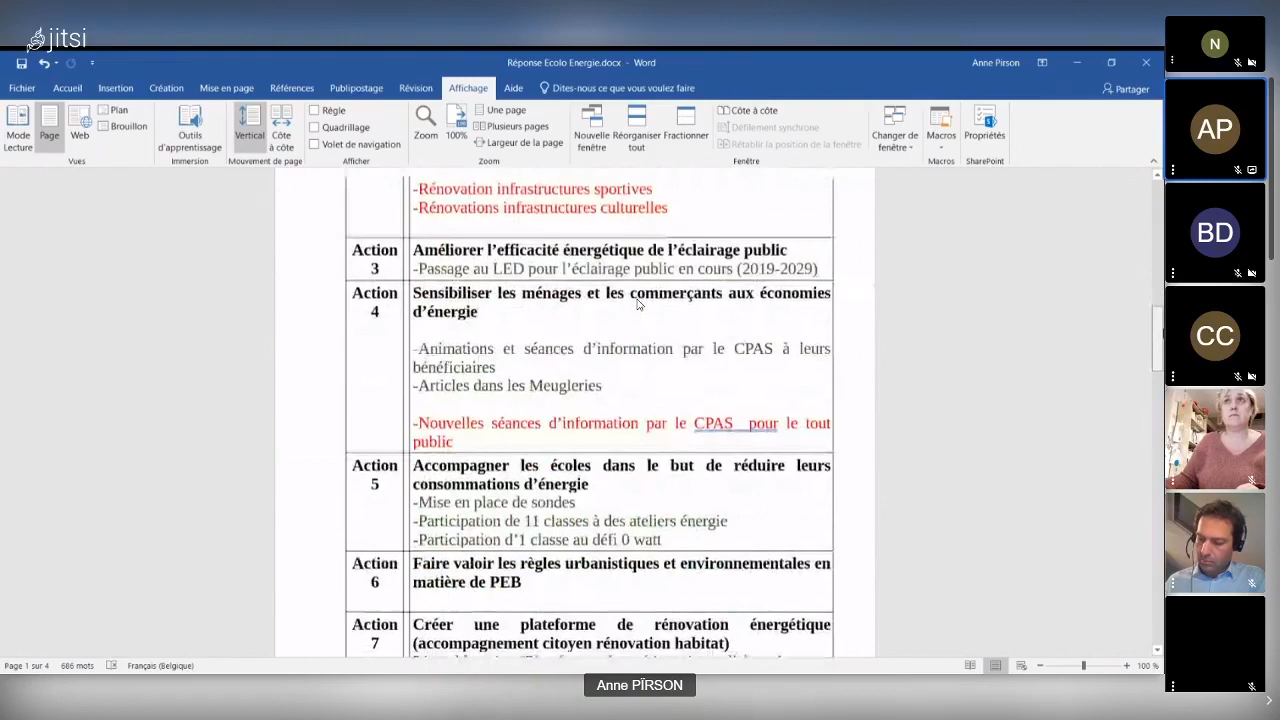 jitsi
Réponse Ecolo Energie.docx - Word
Anne Pirson
Fichier Accueil Insertion Création Mise en page Références Publipostage Révision Affichage Aide Dites-nous ce que vous voulez faire
Partager
Mode Lecture
Page
Web
Plan
Brouillon
Vues
Outils d'apprentissage
Immersion
Vertical
Côte à côte
Mouvement de page
Règle
Quadrillage
Volet de navigation
Afficher
Zoom
100%
Une page
Plusieurs pages
Largeur de la page
Zoom
Nouvelle fenêtre
Réorganiser tout
Fractionner
Côte à côte
Défilement synchrone
Rétablir la position de la fenêtre
Fenêtre
Changer de fenêtre
Macros
Macros
Propriétés
SharePoint
-Rénovation infrastructures sportives
-Rénovations infrastructures culturelles
Action 3
Améliorer l'efficacité énergétique de l'éclairage public
-Passage au LED pour l'éclairage public en cours (2019-2029)
Action 4
Sensibiliser les ménages et les commerçants aux économies
d'énergie
-Animations et séances d'information par le CPAS à leurs
bénéficiaires
-Articles dans les Meugleries
-Nouvelles séances d'information par le CPAS pour le tout
public
Action 5
Accompagner les écoles dans le but de réduire leurs
consommations d'énergie
-Mise en place de sondes
-Participation de 11 classes à des ateliers énergie
-Participation d'1 classe au défi 0 watt
Action 6
Faire valoir les règles urbanistiques et environnementales en
matière de PEB
Action 7
Créer une plateforme de rénovation énergétique
(accompagnement citoyen rénovation habitat)
Page 1 sur 4 686 mots Français (Belgique)
100 %
Anne PÏRSON
N
AP
BD
CC